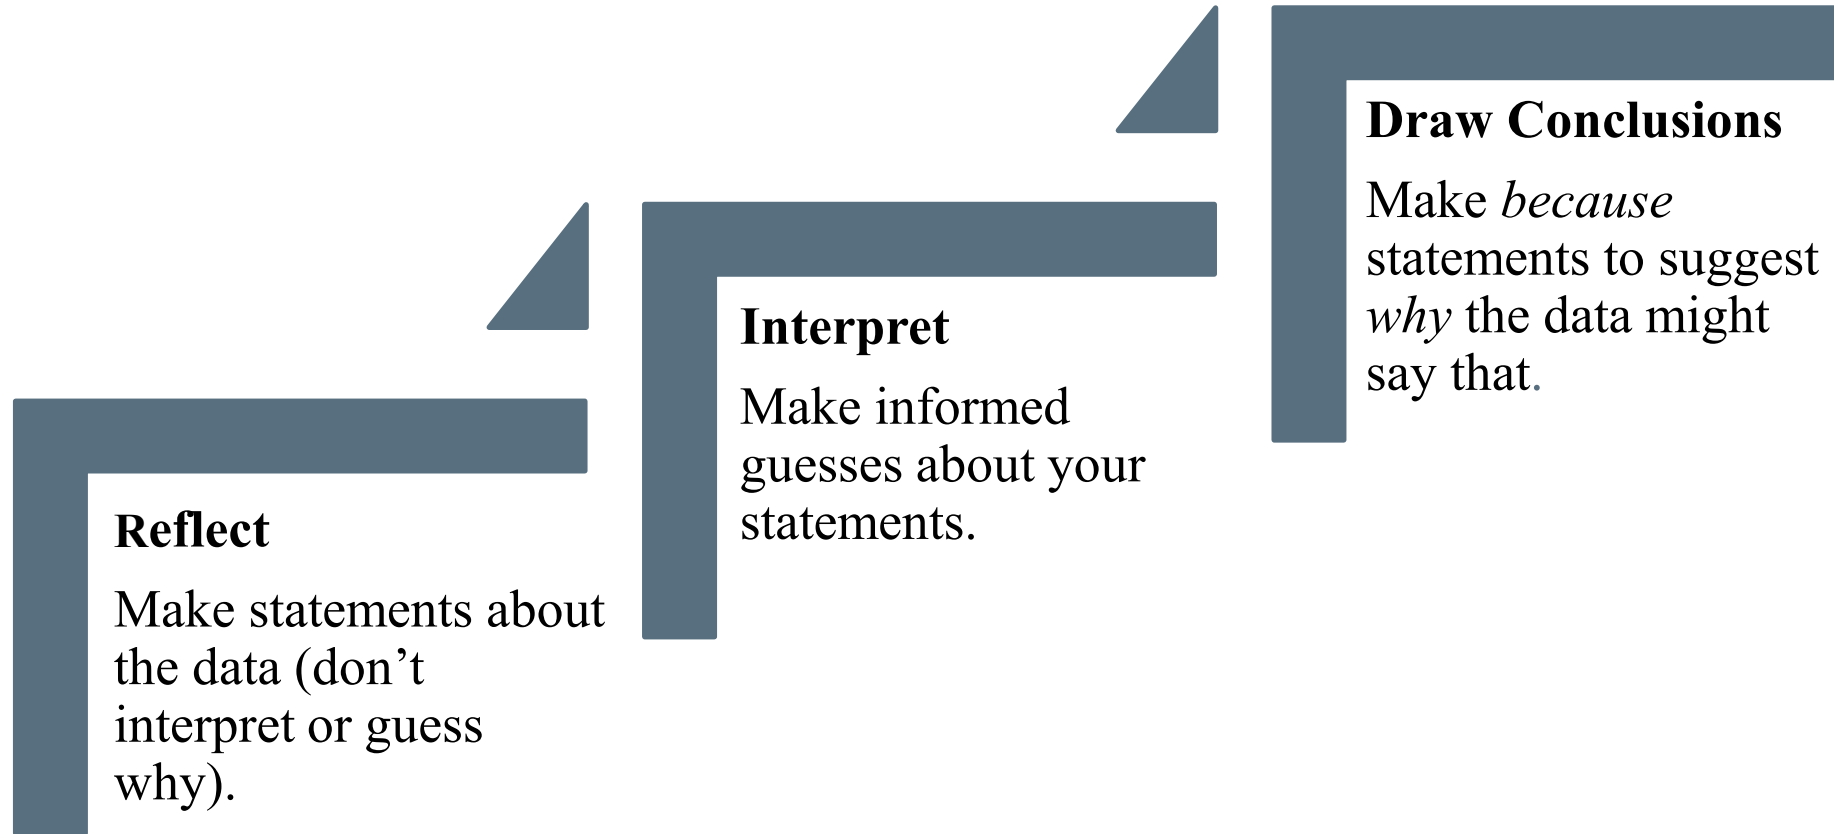 Reflect
Make statements about
the data (don’t
interpret or guess
why).
Interpret
Make informed
guesses about your
statements.
Draw Conclusions
Make because
statements to suggest
why the data might
say that.